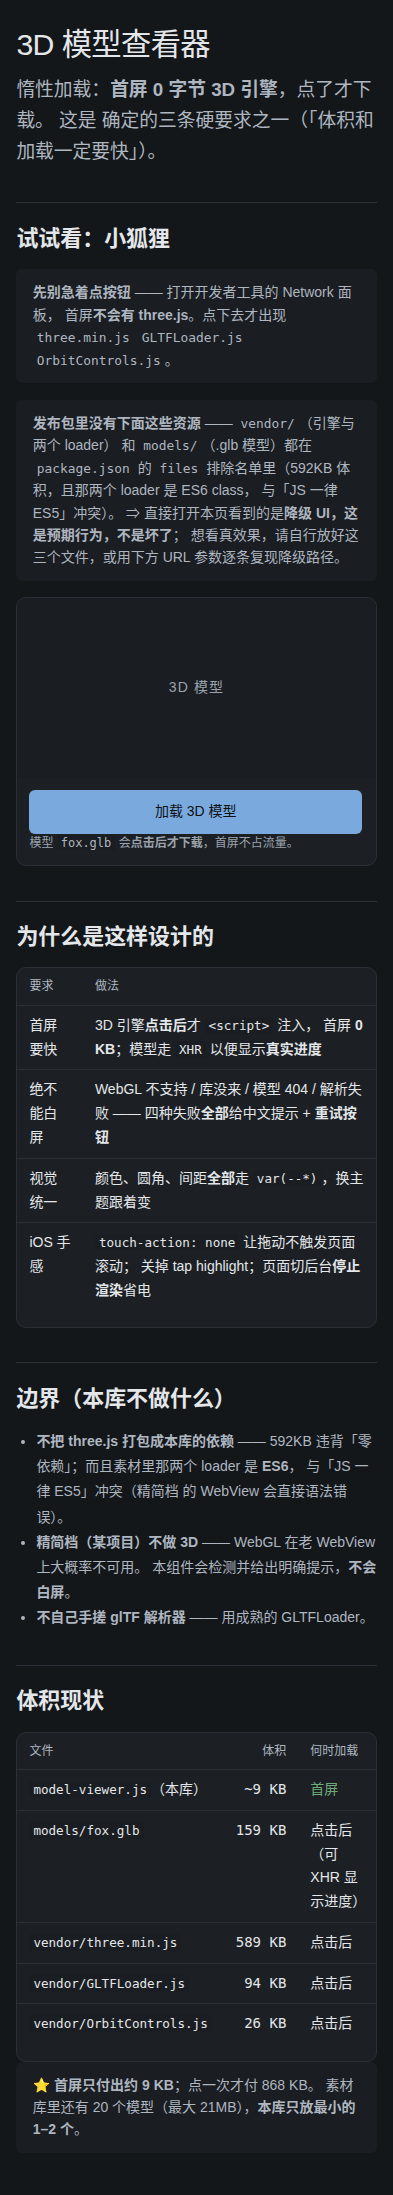 3D 模型查看器
惰性加载：首屏 0 字节 3D 引擎，点了才下
载。 这是 确定的三条硬要求之一（「体积和
加载一定要快」）。
试试看：小狐狸
先别急着点按钮 —— 打开开发者工具的 Network 面
板， 首屏不会有 three.js。点下去才出现
three.min.js GLTFLoader.js
OrbitControls.js 。
发布包里没有下面这些资源 —— vendor/ （引擎与
两个 loader） 和 models/ （.glb 模型）都在
package.json 的 files 排除名单里（592KB 体
积，且那两个 loader 是 ES6 class， 与「JS 一律
ES5」冲突）。 ⇒ 直接打开本页看到的是降级 UI，这
是预期行为，不是坏了； 想看真效果，请自行放好这
三个文件，或用下方 URL 参数逐条复现降级路径。
3D 模型
加载 3D 模型
模型 fox.glb 会点击后才下载，首屏不占流量。
为什么是这样设计的
要求 做法
首屏 3D 引擎点击后才 <script> 注入， 首屏 0
要快 KB；模型走 XHR 以便显示真实进度
绝不 WebGL 不支持 / 库没来 / 模型 404 / 解析失
能白 败 —— 四种失败全部给中文提示 + 重试按
屏 钮
视觉 颜色、圆角、间距全部走 var(--*) ，换主
统一 题跟着变
iOS 手 touch-action: none 让拖动不触发页面
感 滚动； 关掉 tap highlight；页面切后台停止
渲染省电
边界（本库不做什么）
• 不把 three.js 打包成本库的依赖 —— 592KB 违背「零
依赖」；而且素材里那两个 loader 是 ES6， 与「JS 一
律 ES5」冲突（精简档 的 WebView 会直接语法错
误）。
• 精简档（某项目）不做 3D —— WebGL 在老 WebView
上大概率不可用。 本组件会检测并给出明确提示，不会
白屏。
• 不自己手搓 glTF 解析器 —— 用成熟的 GLTFLoader。
体积现状
文件 体积 何时加载
model-viewer.js （本库） ~9 KB 首屏
models/fox.glb 159 KB 点击后
（可
XHR 显
示进度）
vendor/three.min.js 589 KB 点击后
vendor/GLTFLoader.js 94 KB 点击后
vendor/OrbitControls.js 26 KB 点击后
⭐ 首屏只付出约 9 KB；点一次才付 868 KB。 素材
库里还有 20 个模型（最大 21MB），本库只放最小的
1–2 个。